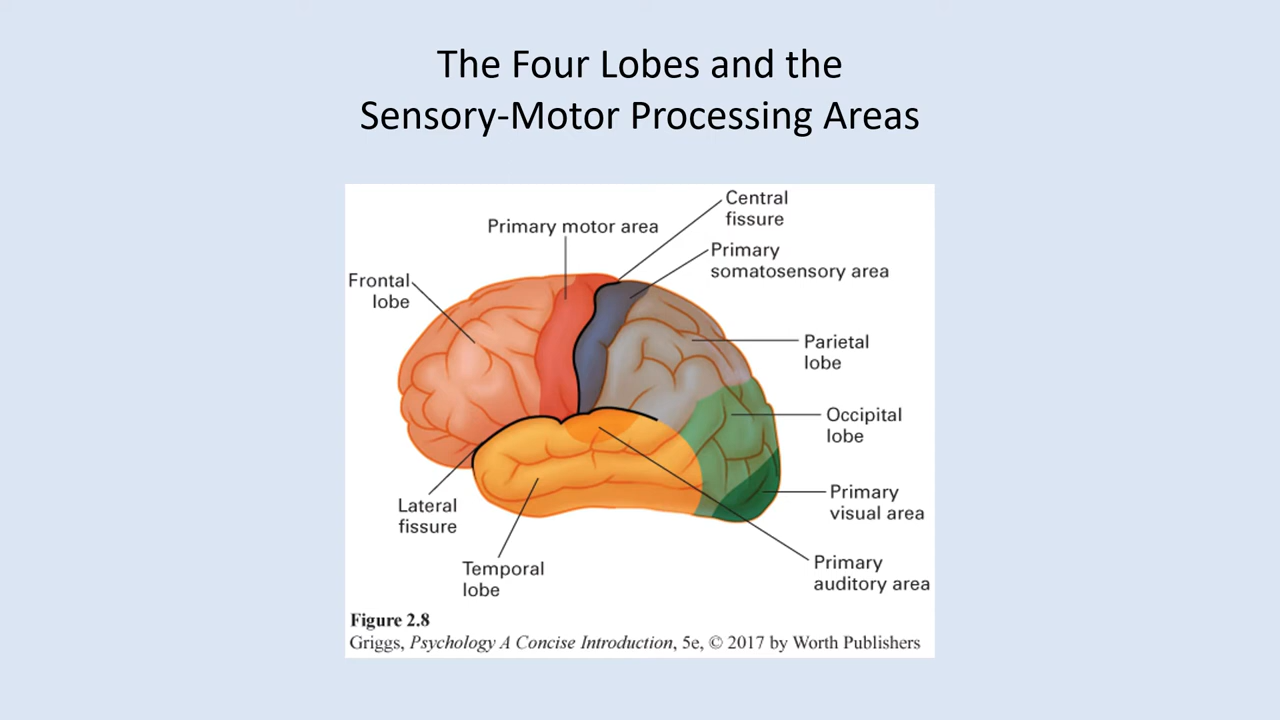 The Four Lobes and the
Sensory-Motor Processing Areas
Central
fissure
Primary motor area
Primary
somatosensory area
Frontal
lobe
Parietal
lobe
Occipital
lobe
Primary
visual area
Lateral
fissure
Temporal
lobe
Primary
auditory area
Figure 2.8
Griggs, Psychology A Concise Introduction, 5e, © 2017 by Worth Publishers